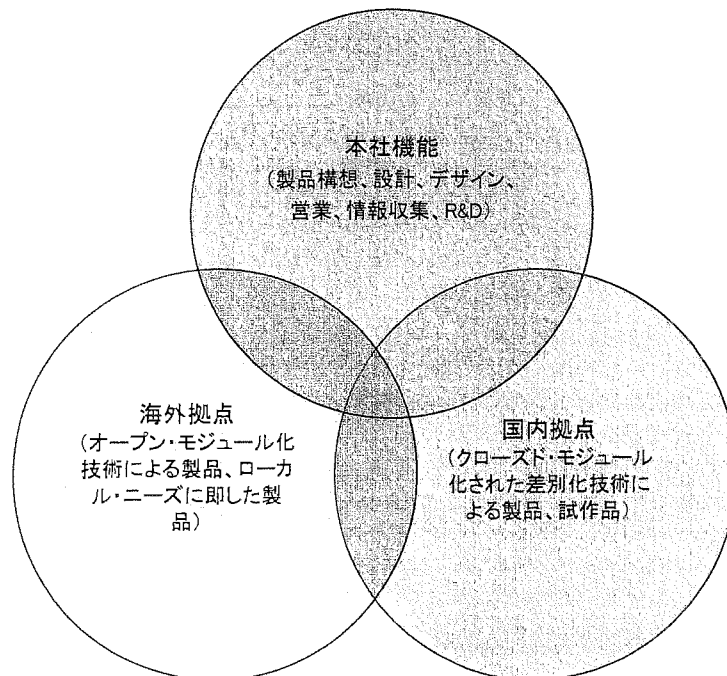 本社機能
(製品構想、設計、デザイン、
営業、情報収集、R&D)
海外拠点
(オープン・モジュール化
技術による製品、ローカ
ル・ニーズに即した製
品)
国内拠点
(クローズド・モジュール
化された差別化技術に
よる製品、試作品)